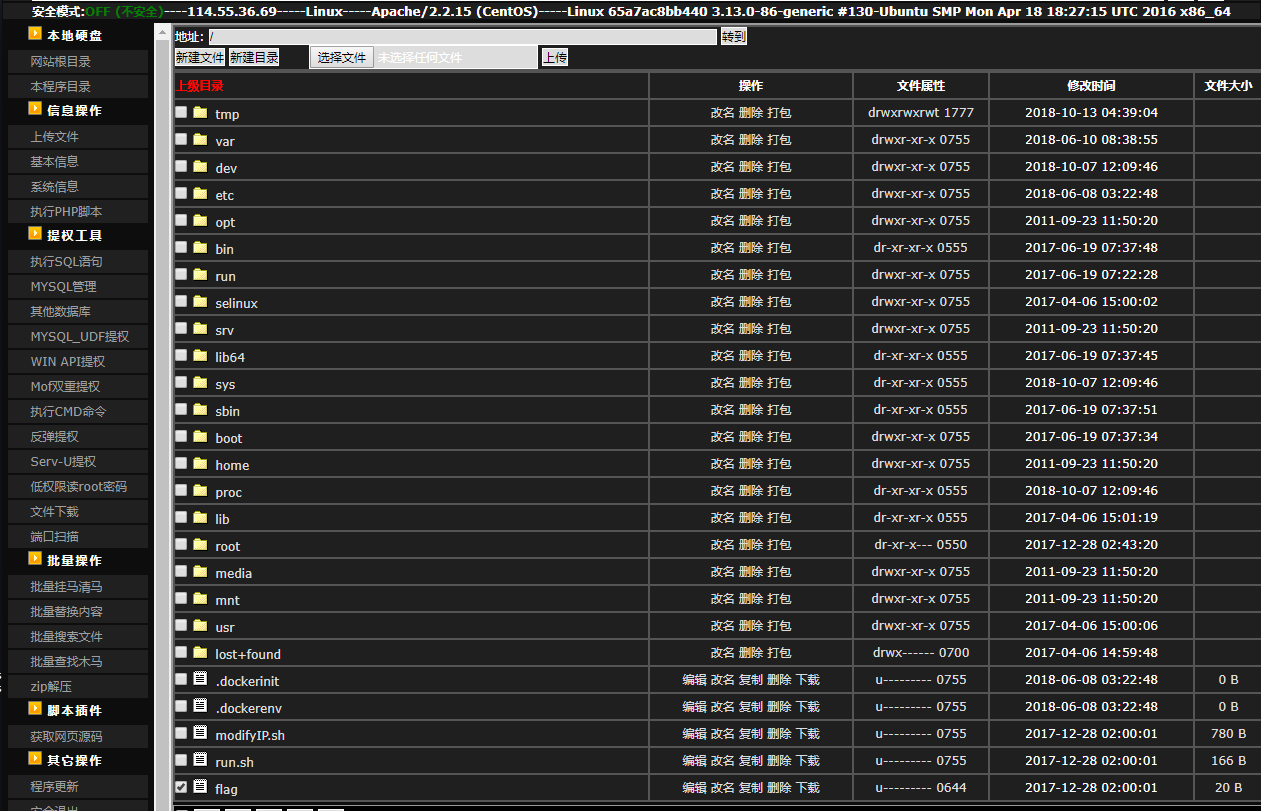 安全模式:OFF (不安全)----114.55.36.69-----Linux-----Apache/2.2.15 (CentOS)-----Linux 65a7ac8bb440 3.13.0-86-generic #130-Ubuntu SMP Mon Apr 18 18:27:15 UTC 2016 x86_64
本地硬盘
网站根目录
本程序目录
信息操作
上传文件
基本信息
系统信息
执行PHP脚本
提权工具
执行SQL语句
MYSQL管理
其他数据库
MYSQL_UDF提权
WIN API提权
Mof双重提权
执行CMD命令
反弹提权
Serv-U提权
低权限读root密码
文件下载
端口扫描
批量操作
批量挂马清马
批量替换内容
批量搜索文件
批量查找木马
zip解压
脚本插件
获取网页源码
其它操作
程序更新
安全退出
地址: / 转到
新建文件 新建目录 选择文件 未选择任何文件 上传
上级目录 操作 文件属性 修改时间 文件大小
tmp 改名 删除 打包 drwxrwxrwt 1777 2018-10-13 04:39:04
var 改名 删除 打包 drwxr-xr-x 0755 2018-06-10 08:38:55
dev 改名 删除 打包 drwxr-xr-x 0755 2018-10-07 12:09:46
etc 改名 删除 打包 drwxr-xr-x 0755 2018-06-08 03:22:48
opt 改名 删除 打包 drwxr-xr-x 0755 2011-09-23 11:50:20
bin 改名 删除 打包 dr-xr-xr-x 0555 2017-06-19 07:37:48
run 改名 删除 打包 drwxr-xr-x 0755 2017-06-19 07:22:28
selinux 改名 删除 打包 drwxr-xr-x 0755 2017-04-06 15:00:02
srv 改名 删除 打包 drwxr-xr-x 0755 2011-09-23 11:50:20
lib64 改名 删除 打包 dr-xr-xr-x 0555 2017-06-19 07:37:45
sys 改名 删除 打包 dr-xr-xr-x 0555 2018-10-07 12:09:46
sbin 改名 删除 打包 dr-xr-xr-x 0555 2017-06-19 07:37:51
boot 改名 删除 打包 drwxr-xr-x 0755 2017-06-19 07:37:34
home 改名 删除 打包 drwxr-xr-x 0755 2011-09-23 11:50:20
proc 改名 删除 打包 dr-xr-xr-x 0555 2018-10-07 12:09:46
lib 改名 删除 打包 dr-xr-xr-x 0555 2017-04-06 15:01:19
root 改名 删除 打包 dr-xr-x--- 0550 2017-12-28 02:43:20
media 改名 删除 打包 drwxr-xr-x 0755 2011-09-23 11:50:20
mnt 改名 删除 打包 drwxr-xr-x 0755 2011-09-23 11:50:20
usr 改名 删除 打包 drwxr-xr-x 0755 2017-04-06 15:00:06
lost+found 改名 删除 打包 drwx------ 0700 2017-04-06 14:59:48
.dockerinit 编辑 改名 复制 删除 下载 u--------- 0755 2018-06-08 03:22:48 0 B
.dockerenv 编辑 改名 复制 删除 下载 u--------- 0755 2018-06-08 03:22:48 0 B
modifyIP.sh 编辑 改名 复制 删除 下载 u--------- 0755 2017-12-28 02:00:01 780 B
run.sh 编辑 改名 复制 删除 下载 u--------- 0755 2017-12-28 02:00:01 166 B
flag 编辑 改名 复制 删除 下载 u--------- 0644 2017-12-28 02:00:01 20 B